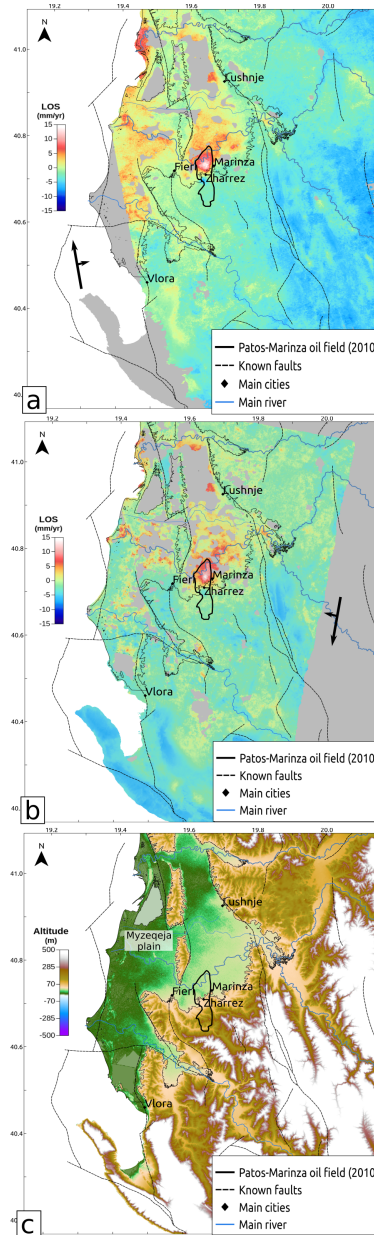 19.2 19.4 19.6 19.8 20.0
41.0
N
Lushnje
LOS
(mm/yr)
15
10
5
0
-5
-10
-15
40.8
Fieri
Marinza
Zharrez
40.6
Vlora
40.4
Patos-Marinza oil field (2010
Known faults
Main cities
Main river
a
19.2 19.4 19.6 19.8 20.0
N
41.0
Lushnje
LOS
(mm/yr)
15
10
5
0
-5
-10
-15
40.8
Fieri
Marinza
Zharrez
40.6
Vlora
40.4
Patos-Marinza oil field (2010
Known faults
Main cities
Main river
b
19.2 19.4 19.6 19.8 20.0
N
41.0
Lushnje
Altitude
(m)
500
285
70
-70
-285
-500
Myzeqeja
plain
40.8
Fieri
Marinza
Zharrez
40.6
Vlora
40.4
Patos-Marinza oil field (2010
Known faults
Main cities
Main river
c